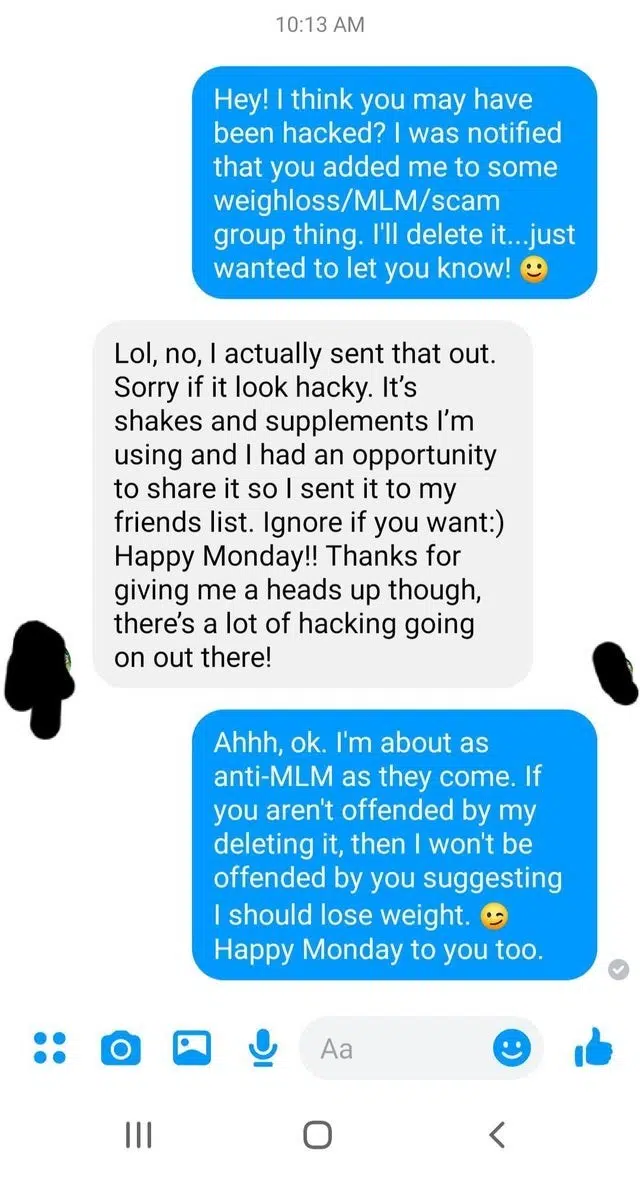 10:13 AM
Hey! I think you may have
been hacked? I was notified
that you added me to some
weighloss/MLM/scam
group thing. I'll delete it...just
wanted to let you know! 🙂
Lol, no, I actually sent that out.
Sorry if it look hacky. It’s
shakes and supplements I’m
using and I had an opportunity
to share it so I sent it to my
friends list. Ignore if you want:)
Happy Monday!! Thanks for
giving me a heads up though,
there’s a lot of hacking going
on out there!
Ahhh, ok. I'm about as
anti-MLM as they come. If
you aren't offended by my
deleting it, then I won't be
offended by you suggesting
I should lose weight. 😉
Happy Monday to you too.
Aa